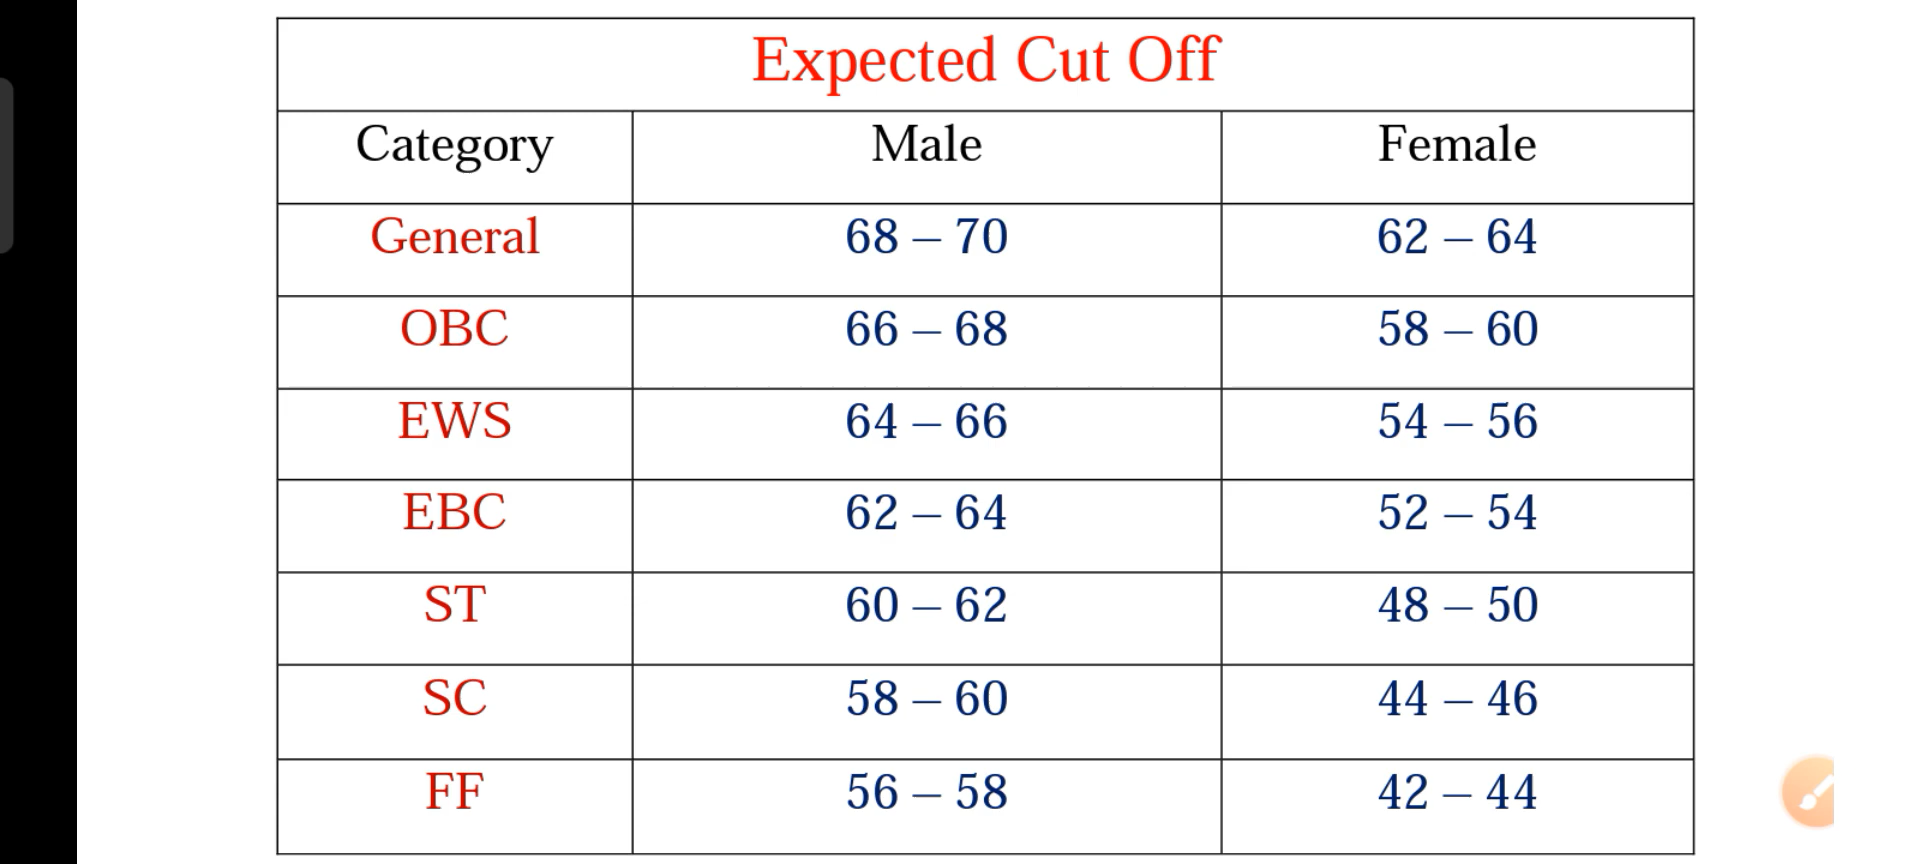 Expected Cut Off
Category Male Female
General 68 – 70 62 – 64
OBC 66 – 68 58 – 60
EWS 64 – 66 54 – 56
EBC 62 – 64 52 – 54
ST 60 – 62 48 – 50
SC 58 – 60 44 – 46
FF 56 – 58 42 – 44